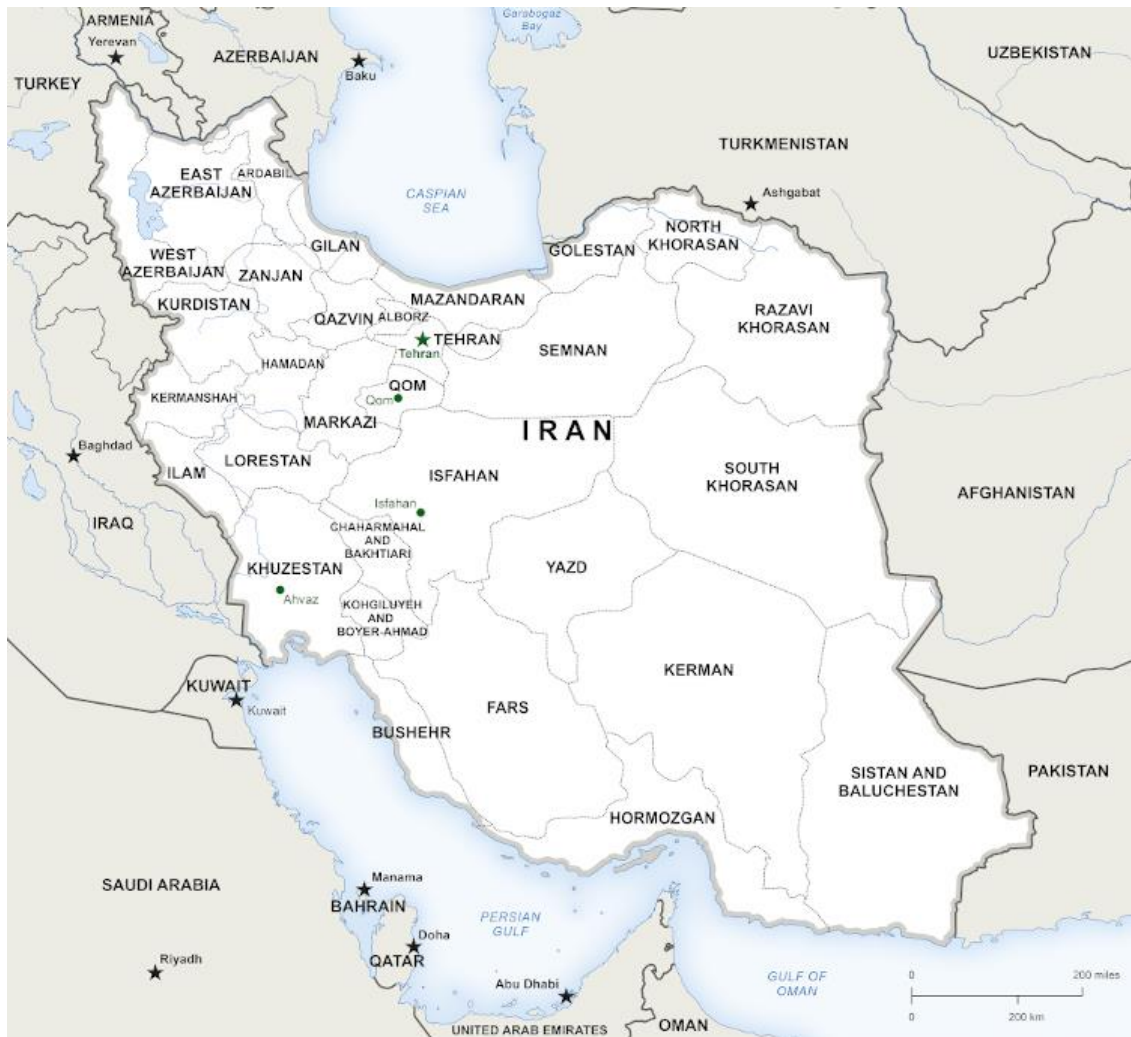 ARMENIA
Yerevan
AZERBAIJAN
Baku
Garabogaz
Bay
UZBEKISTAN
TURKEY
TURKMENISTAN
Ashgabat
EAST
AZERBAIJAN
ARDABIL
CASPIAN
SEA
GILAN
GOLESTAN
NORTH
KHORASAN
WEST
AZERBAIJAN
ZANJAN
KURDISTAN
MAZANDARAN
RAZAVI
KHORASAN
QAZVIN
ALBORZ
TEHRAN
Tehran
SEMNAN
HAMADAN
KERMANSHAH
QOM
Qom
MARKAZI
IRAN
Baghdad
ILAM
LORESTAN
ISFAHAN
SOUTH
KHORASAN
AFGHANISTAN
Isfahan
IRAQ
CHAHARMAHAL
AND
BAKHTIARI
KHUZESTAN
Ahvaz
YAZD
KOHGILUYEH
AND
BOYER-AHMAD
KERMAN
KUWAIT
Kuwait
FARS
BUSHEHR
SISTAN AND
BALUCHESTAN
PAKISTAN
HORMOZGAN
SAUDI ARABIA
Manama
BAHRAIN
PERSIAN
GULF
Doha
QATAR
Riyadh
Abu Dhabi
GULF OF
OMAN
0 200 miles
0 200 km
UNITED ARAB EMIRATES
OMAN